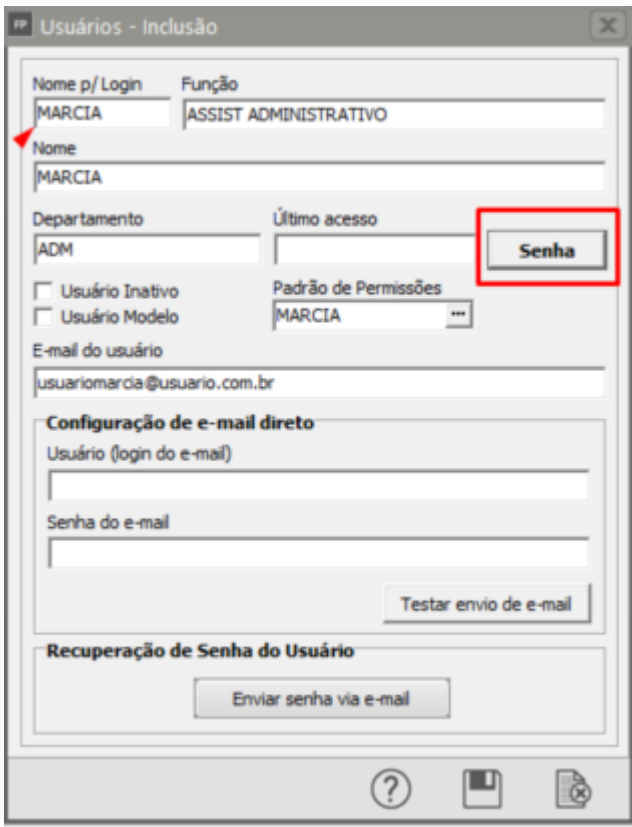 FP Usuários - Inclusão
Nome p/ Login Função
MARCIA ASSIST ADMINISTRATIVO
Nome
MARCIA
Departamento Último acesso
ADM Senha
Usuário Inativo Padrão de Permissões
Usuário Modelo MARCIA ...
E-mail do usuário
usuariomarcia@usuario.com.br
Configuração de e-mail direto
Usuário (login do e-mail)
Senha do e-mail
Testar envio de e-mail
Recuperação de Senha do Usuário
Enviar senha via e-mail
?